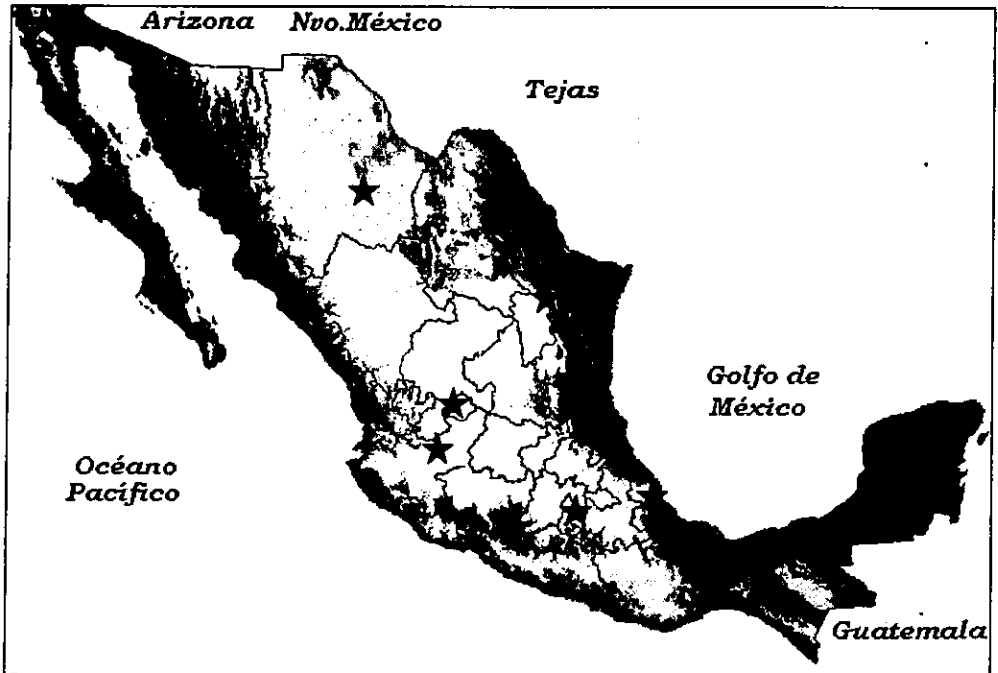 Arizona Nvo.México
Tejas
Golfo de
México
Océano
Pacífico
Guatemala